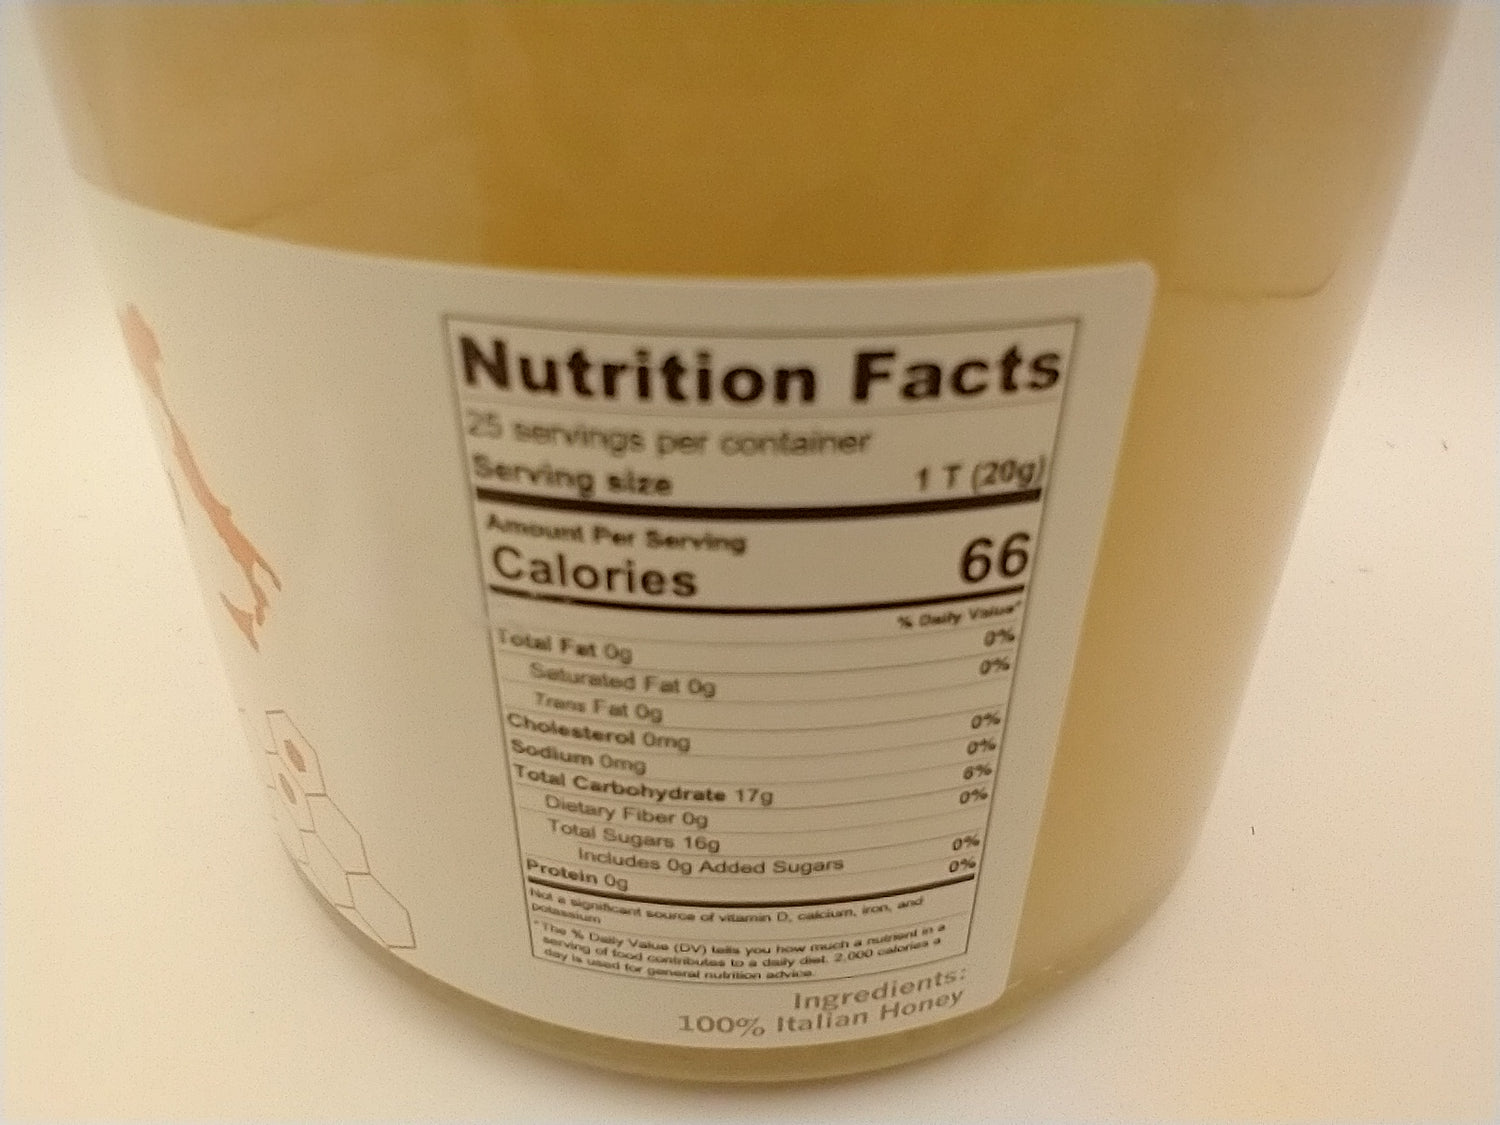 Nutrition Facts
25 servings per container
Serving size 1 T (20g)
Amount Per Serving
Calories 66
% Daily Value*
Total Fat 0g 0%
Saturated Fat 0g 0%
Trans Fat 0g
Cholesterol 0mg 0%
Sodium 0mg 0%
Total Carbohydrate 17g 6%
Dietary Fiber 0g 0%
Total Sugars 16g
Includes 0g Added Sugars 0%
Protein 0g 0%
Not a significant source of vitamin D, calcium, iron, and
potassium
*The % Daily Value (DV) tells you how much a nutrient in a
serving of food contributes to a daily diet. 2,000 calories a
day is used for general nutrition advice.
Ingredients:
100% Italian Honey